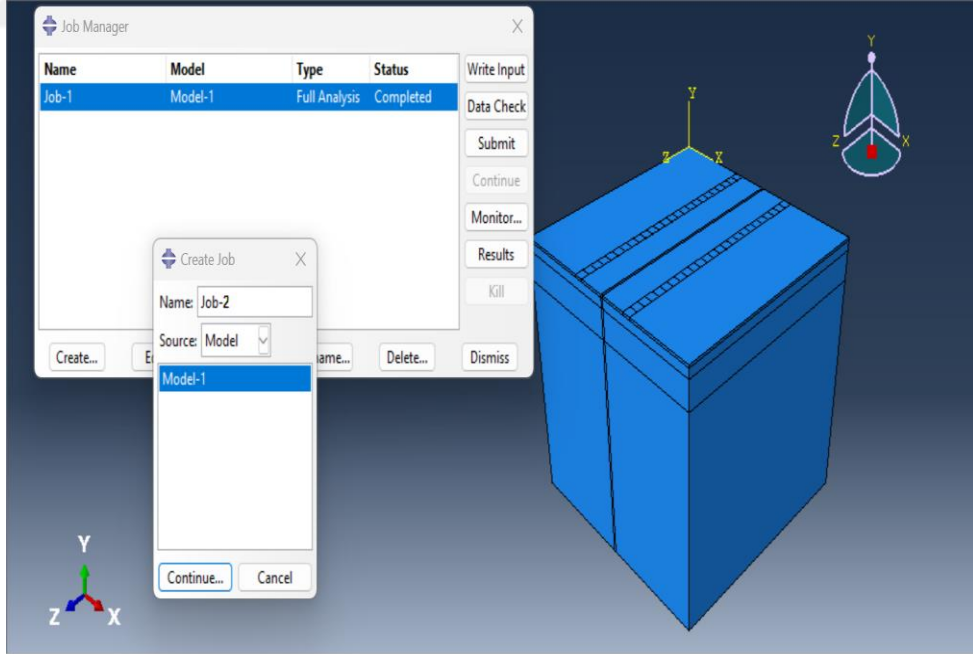 Job Manager
Name Model Type Status
Job-1 Model-1 Full Analysis Completed
Write Input
Data Check
Submit
Continue
Monitor...
Results
Kill
Create... Delete... Dismiss
Create Job
Name: Job-2
Source: Model
Model-1
Continue... Cancel
Y
Z X
Y
Z X
Y
Z X